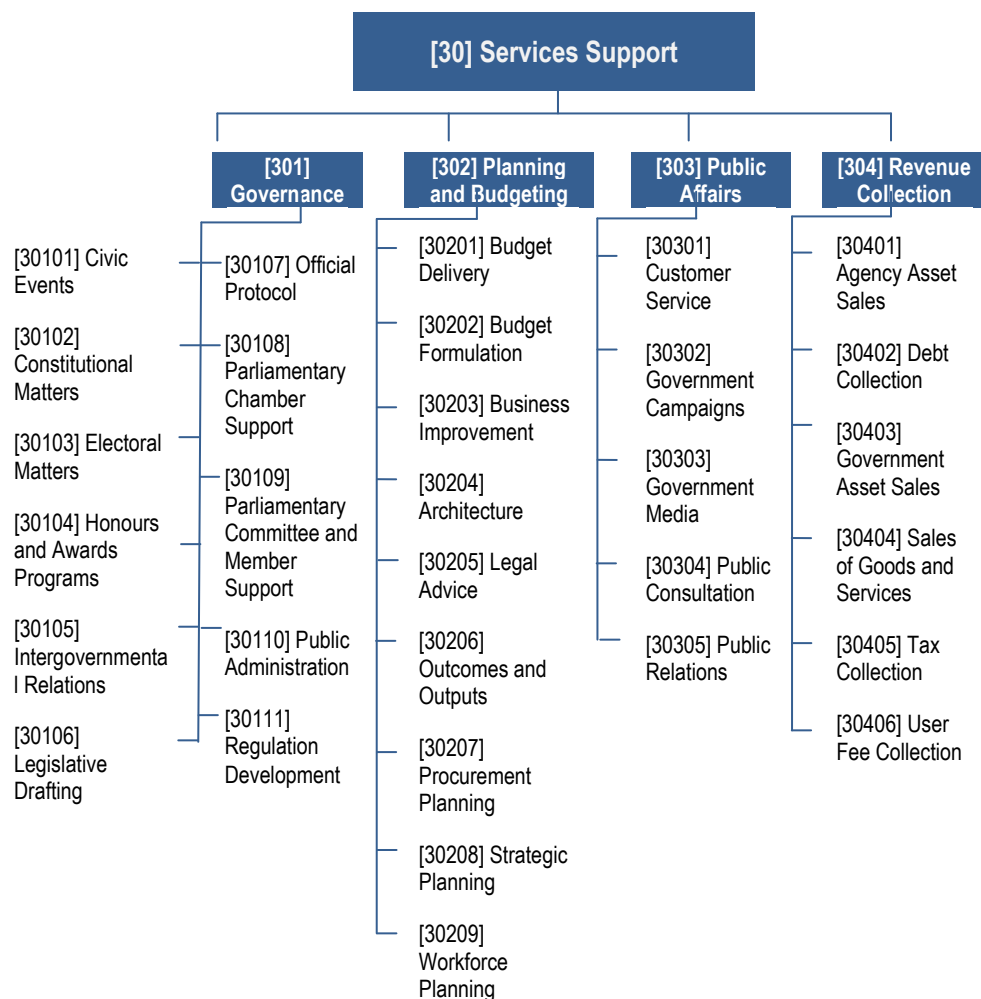 [30] Services Support
[301]
Governance
[302] Planning
and Budgeting
[303] Public
Affairs
[304] Revenue
Collection
[30101] Civic
Events
[30102]
Constitutional
Matters
[30103] Electoral
Matters
[30104] Honours
and Awards
Programs
[30105]
Intergovernmenta
l Relations
[30106]
Legislative
Drafting
[30107] Official
Protocol
[30108]
Parliamentary
Chamber
Support
[30109]
Parliamentary
Committee and
Member
Support
[30110] Public
Administration
[30111]
Regulation
Development
[30201] Budget
Delivery
[30202] Budget
Formulation
[30203] Business
Improvement
[30204]
Architecture
[30205] Legal
Advice
[30206]
Outcomes and
Outputs
[30207]
Procurement
Planning
[30208] Strategic
Planning
[30209]
Workforce
Planning
[30301]
Customer
Service
[30302]
Government
Campaigns
[30303]
Government
Media
[30304] Public
Consultation
[30305] Public
Relations
[30401]
Agency Asset
Sales
[30402] Debt
Collection
[30403]
Government
Asset Sales
[30404] Sales
of Goods and
Services
[30405] Tax
Collection
[30406] User
Fee Collection